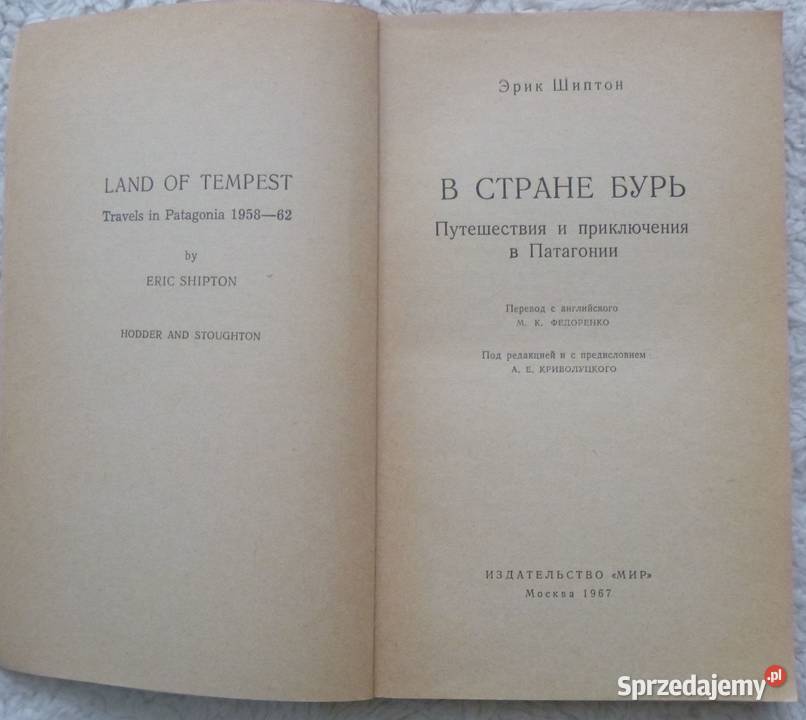 LAND OF TEMPEST
Travels in Patagonia 1958—62
by
ERIC SHIPTON
HODDER AND STOUGHTON
Эрик Шиптон
В СТРАНЕ БУРЬ
Путешествия и приключения
в Патагонии
Перевод с английского
М. К. ФЕДОРЕНКО
Под редакцией и с предисловием
А. Е. КРИВОЛУЦКОГО
ИЗДАТЕЛЬСТВО «МИР»
Москва 1967
Sprzedajemy.pl